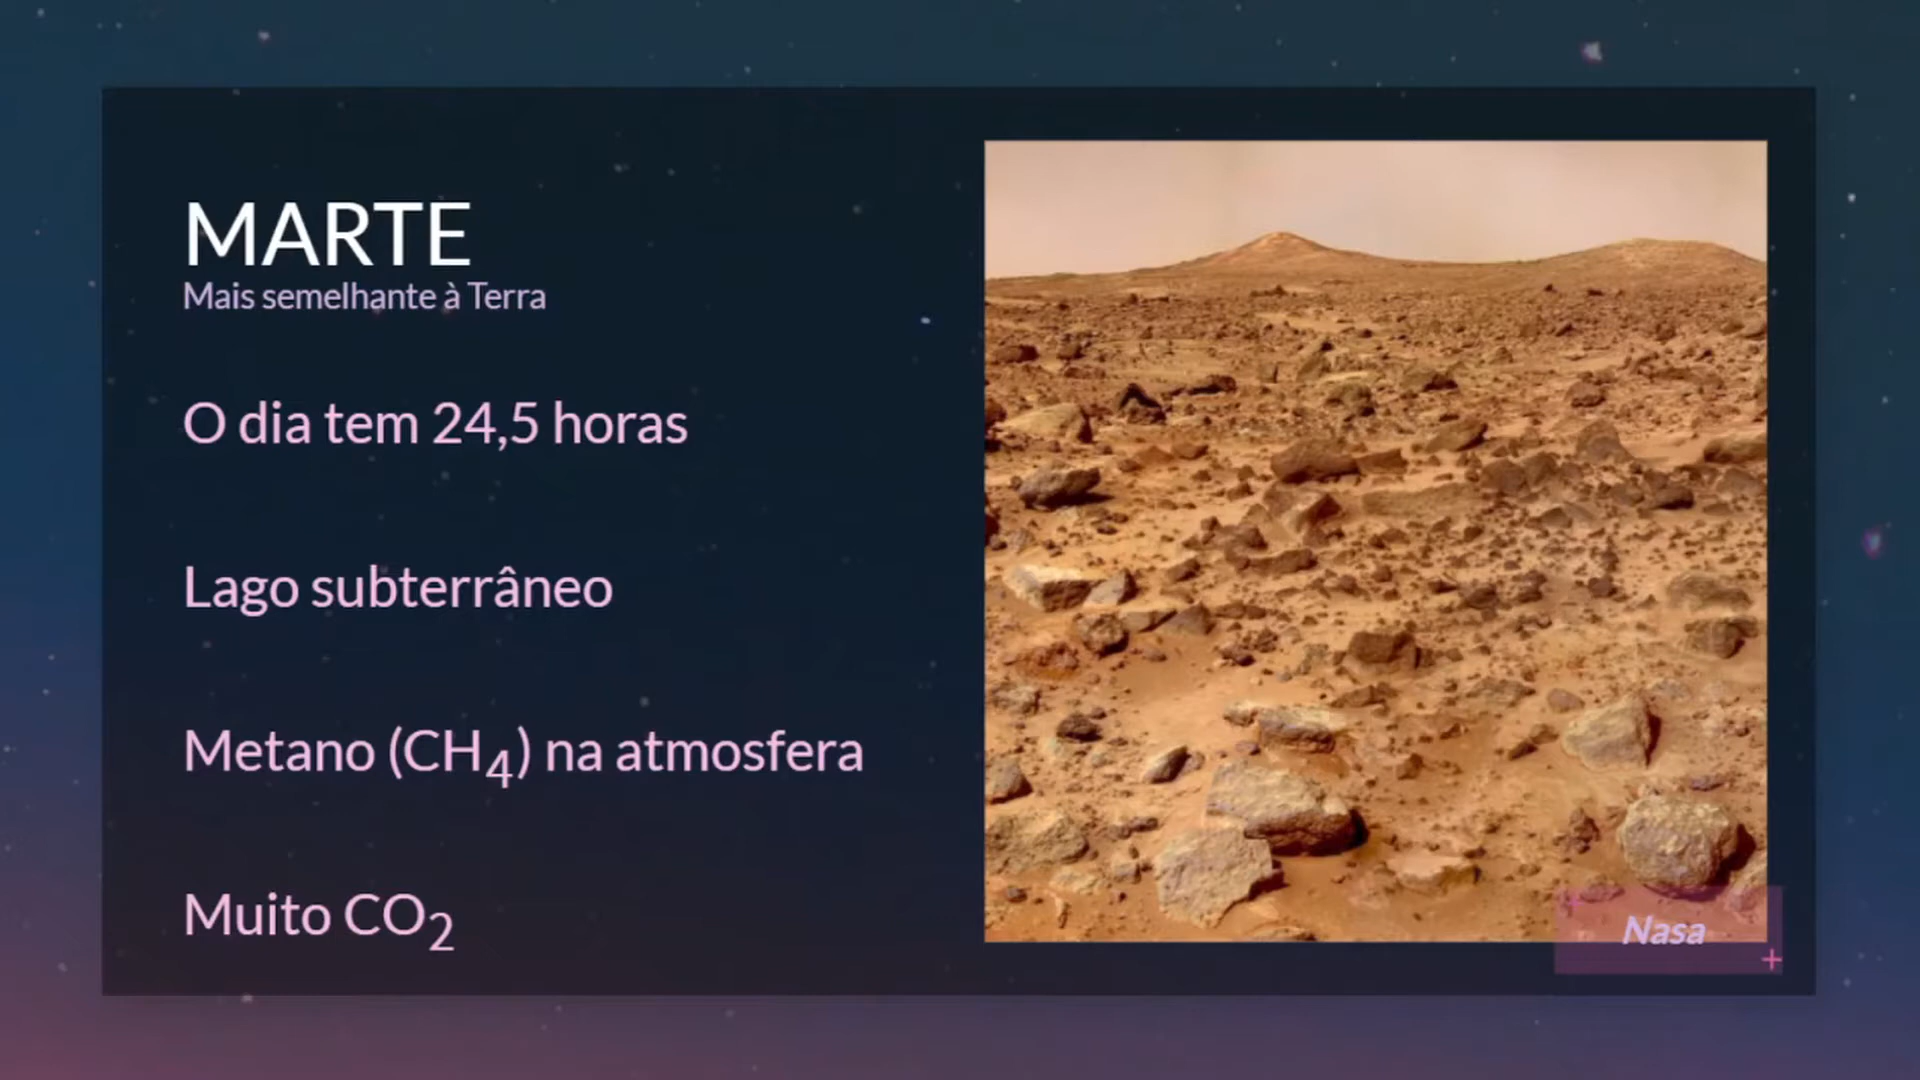 MARTE
Mais semelhante à Terra
O dia tem 24,5 horas
Lago subterrâneo
Metano (CH₄) na atmosfera
Muito CO₂
Nasa